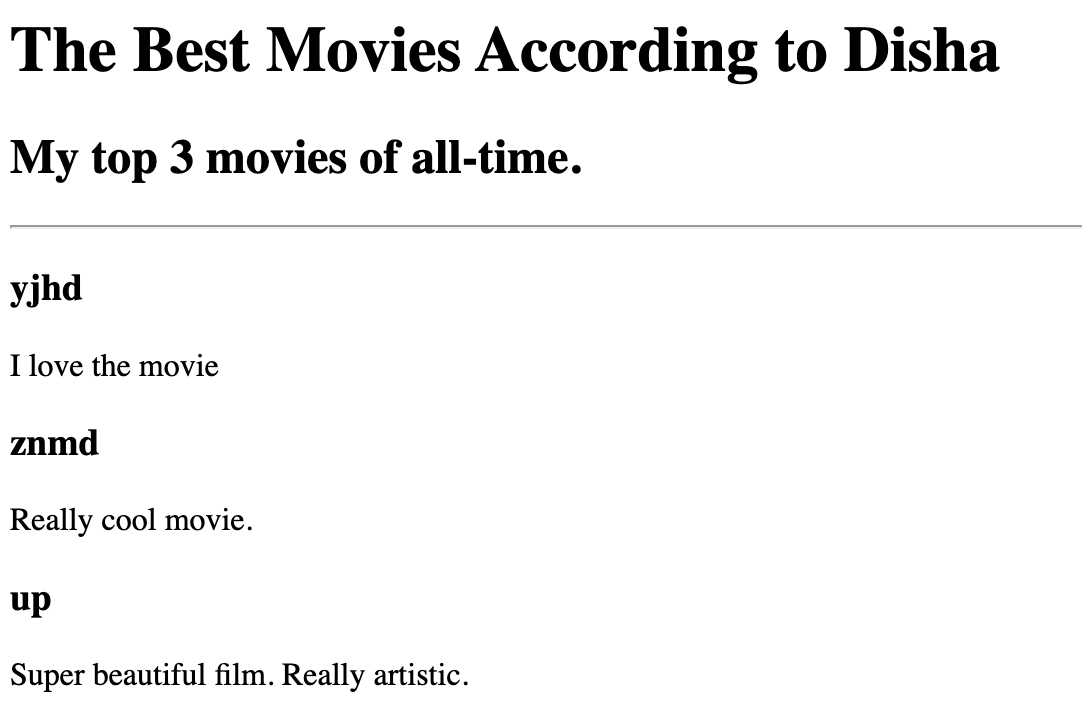 The Best Movies According to Disha
My top 3 movies of all-time.
yjhd
I love the movie
znmd
Really cool movie.
up
Super beautiful film. Really artistic.